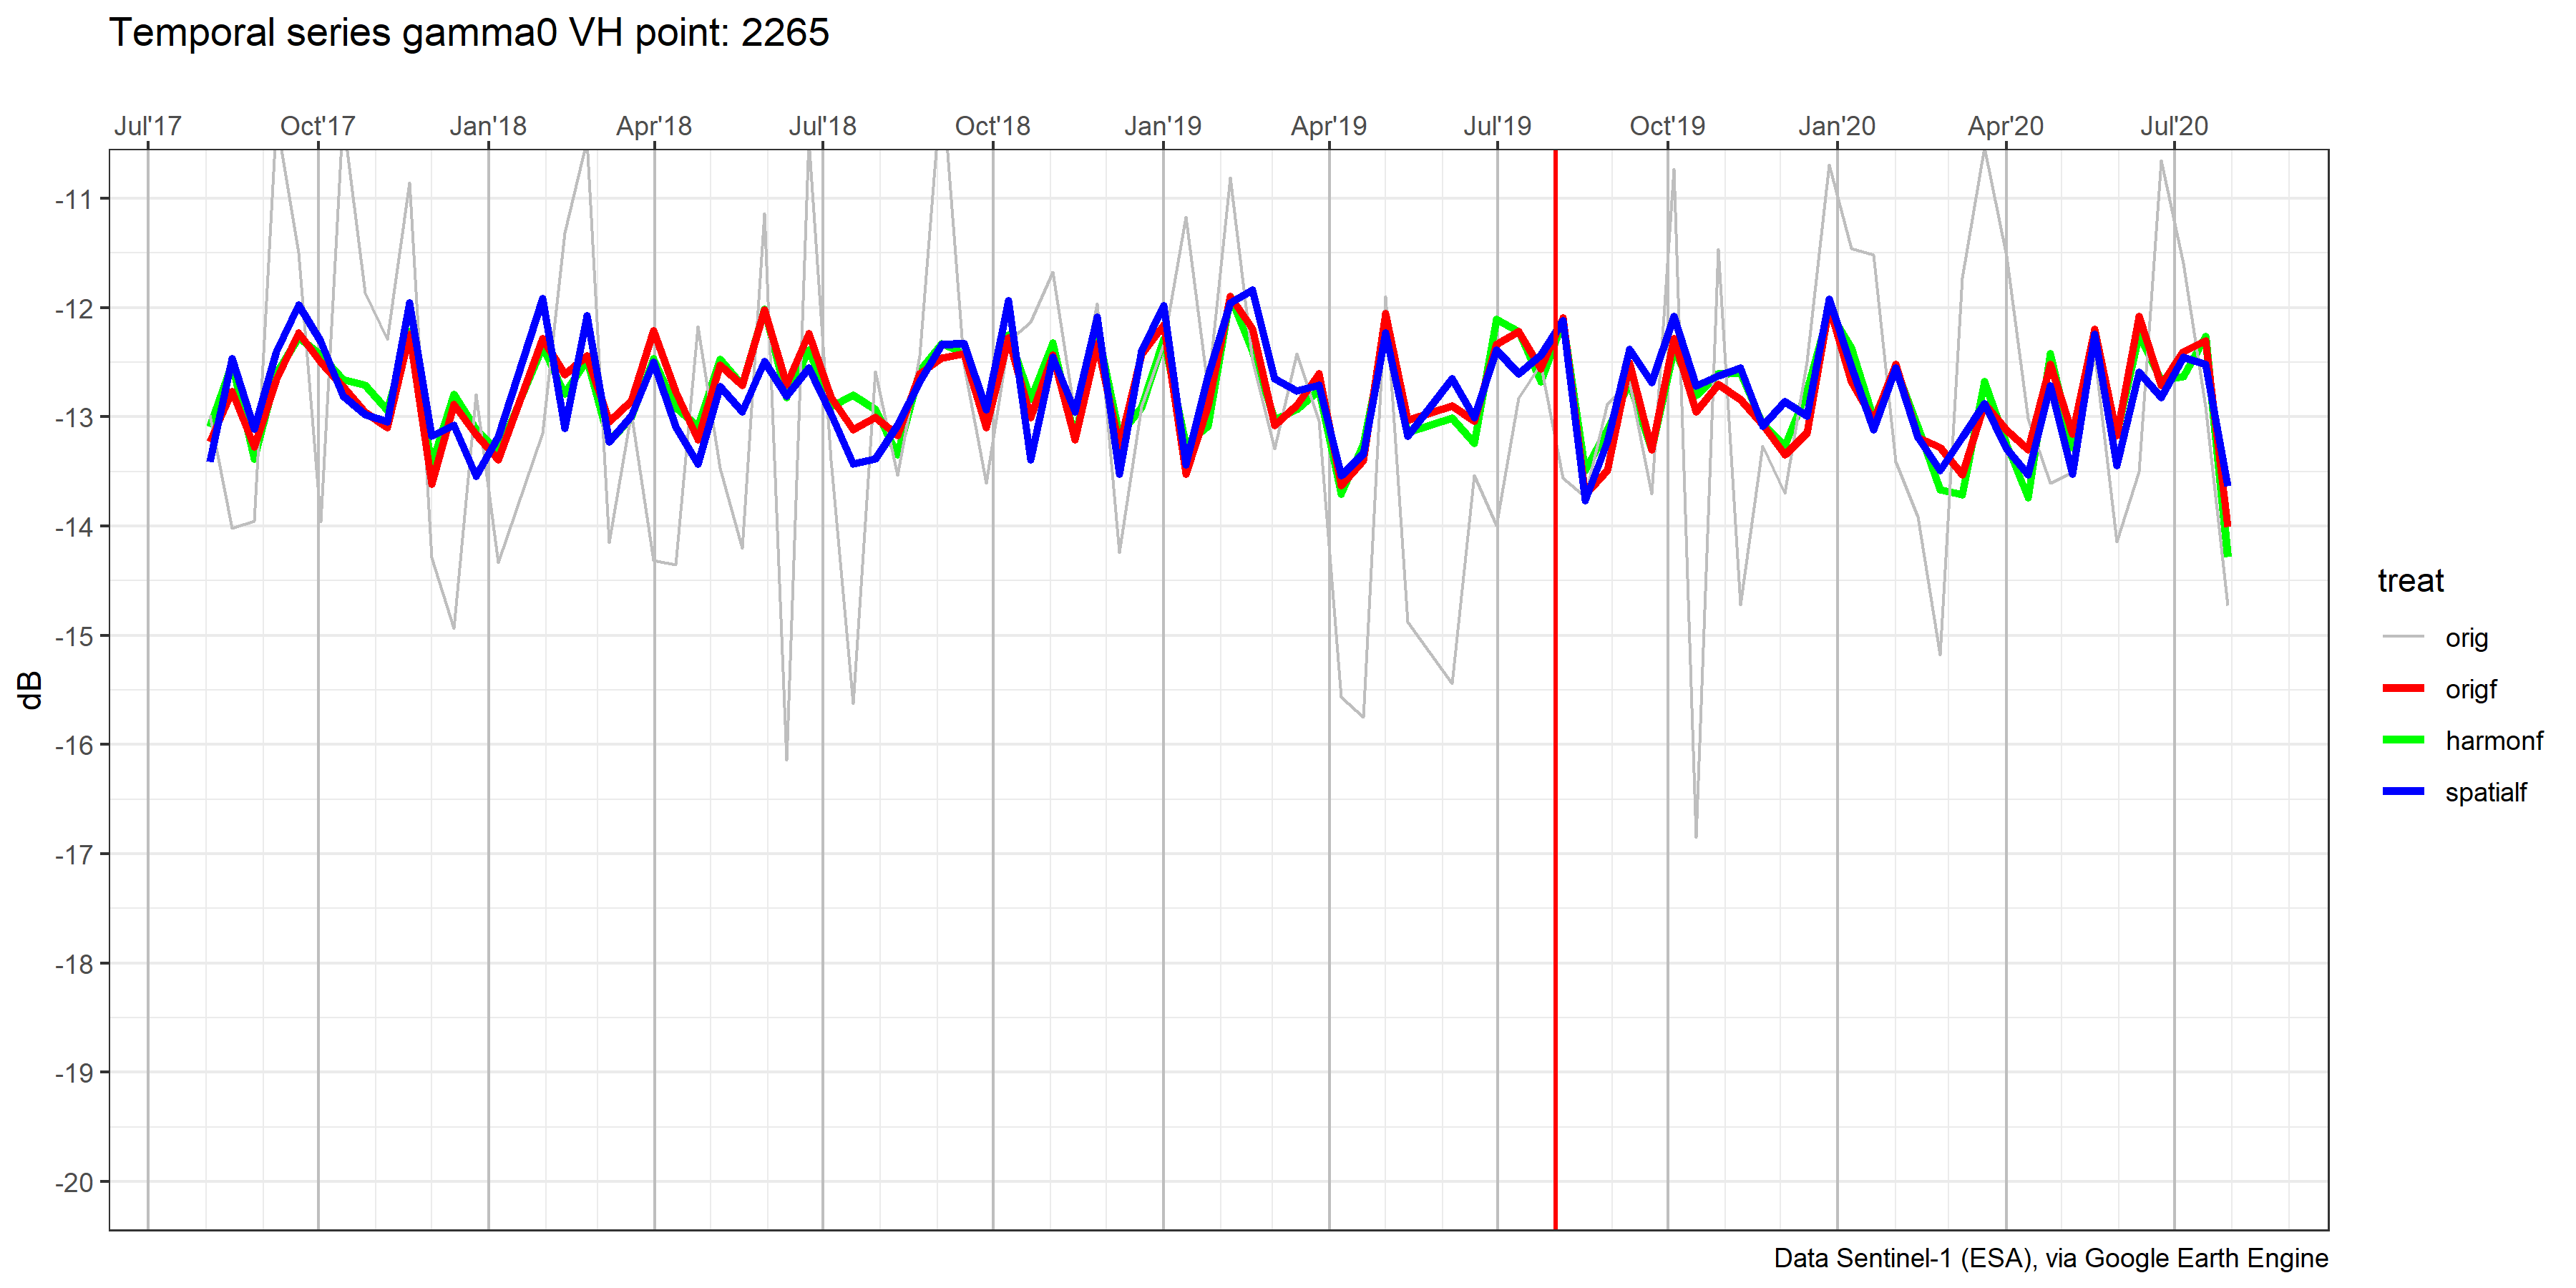 Temporal series gamma0 VH point: 2265
Jul'17 Oct'17 Jan'18 Apr'18 Jul'18 Oct'18 Jan'19 Apr'19 Jul'19 Oct'19 Jan'20 Apr'20 Jul'20
-11
-12
-13
-14
-15
-16
-17
-18
-19
-20
dB
treat
orig
origf
harmonf
spatialf
Data Sentinel-1 (ESA), via Google Earth Engine